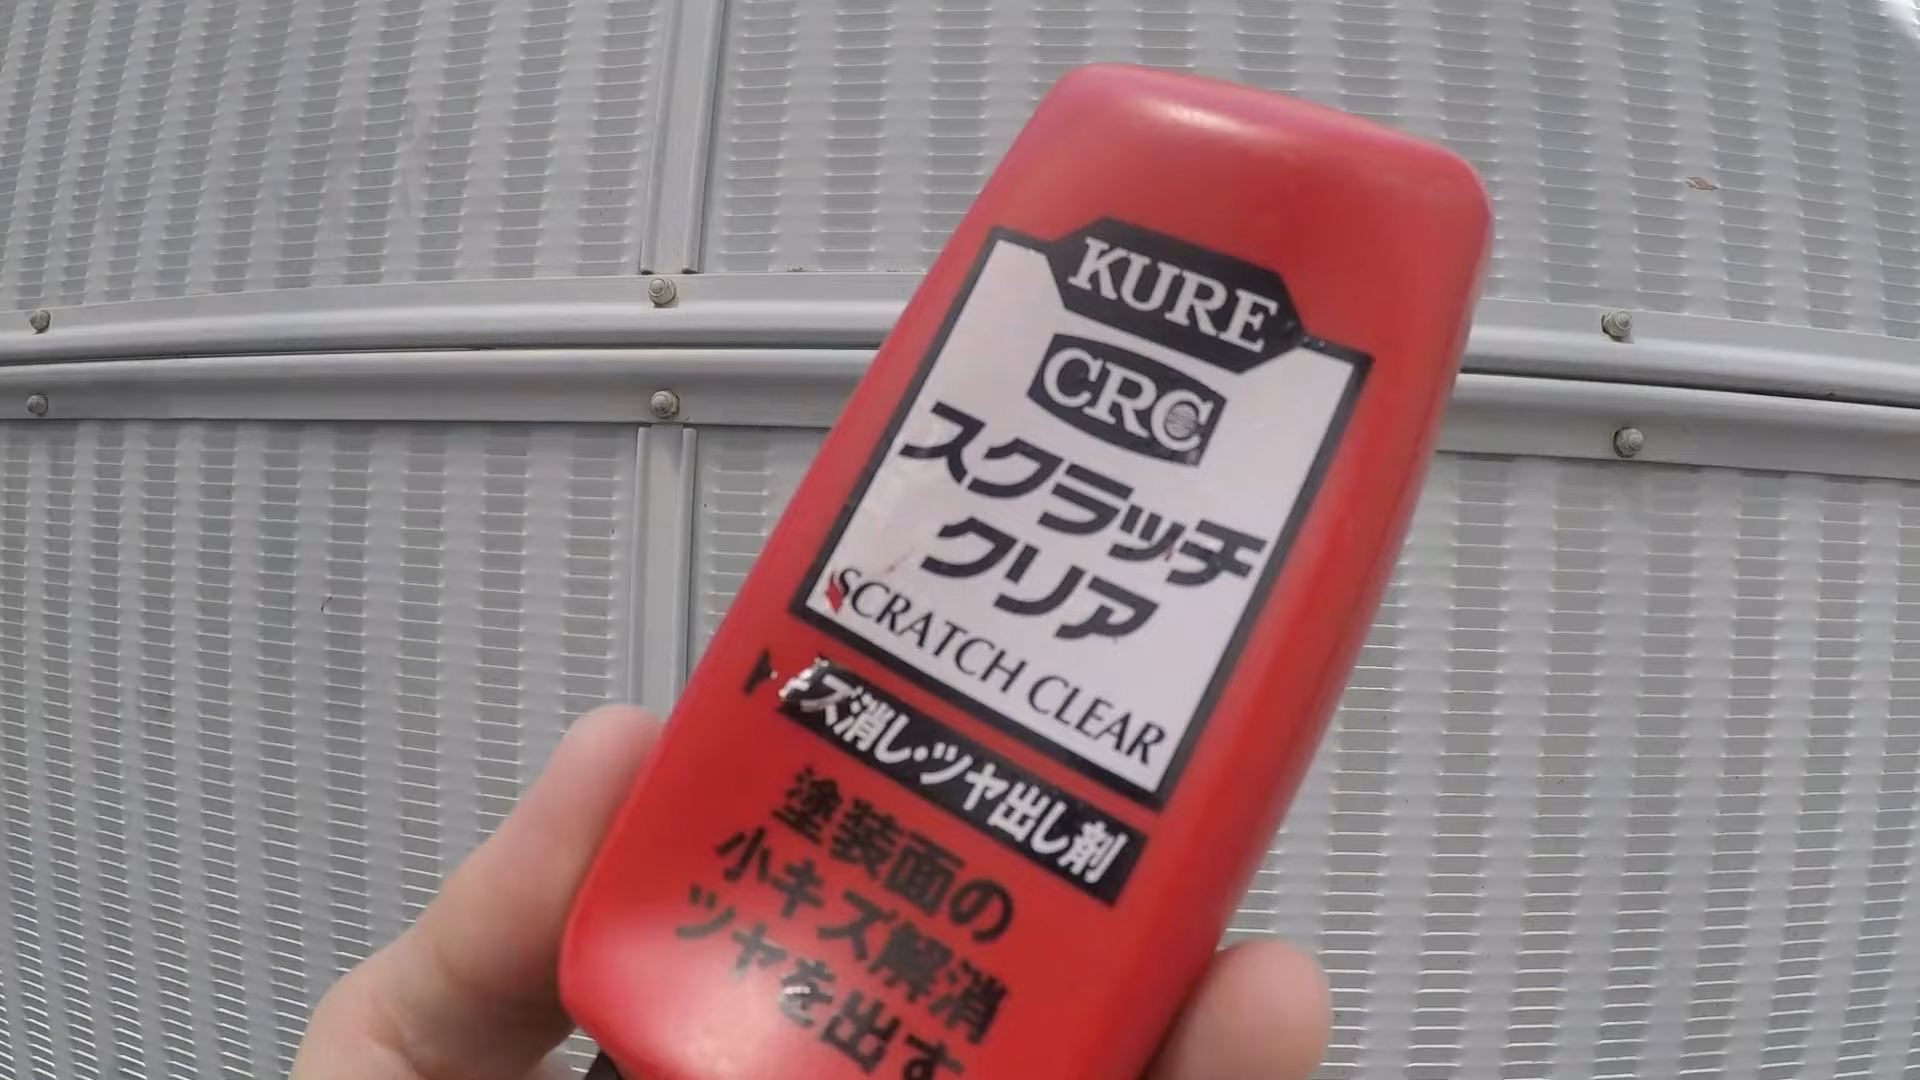 KURE
CRC
スクラッチ
クリア
SCRATCH CLEAR
キズ消し・ツヤ出し剤
塗装面の
小キズ解消
ツヤを出す